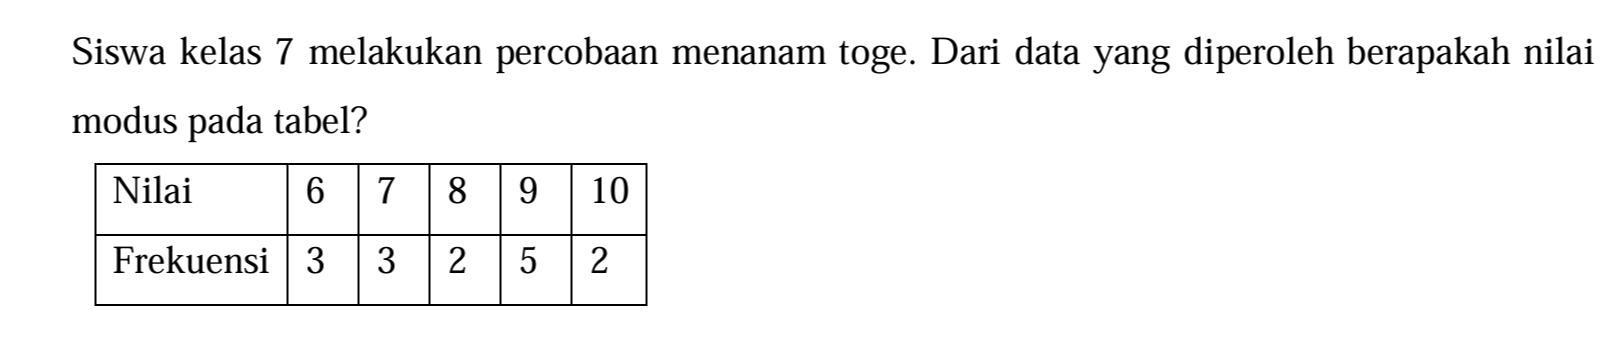 Siswa kelas 7 melakukan percobaan menanam toge. Dari data yang diperoleh berapakah nilai
modus pada tabel?
Nilai 6 7 8 9 10
Frekuensi 3 3 2 5 2